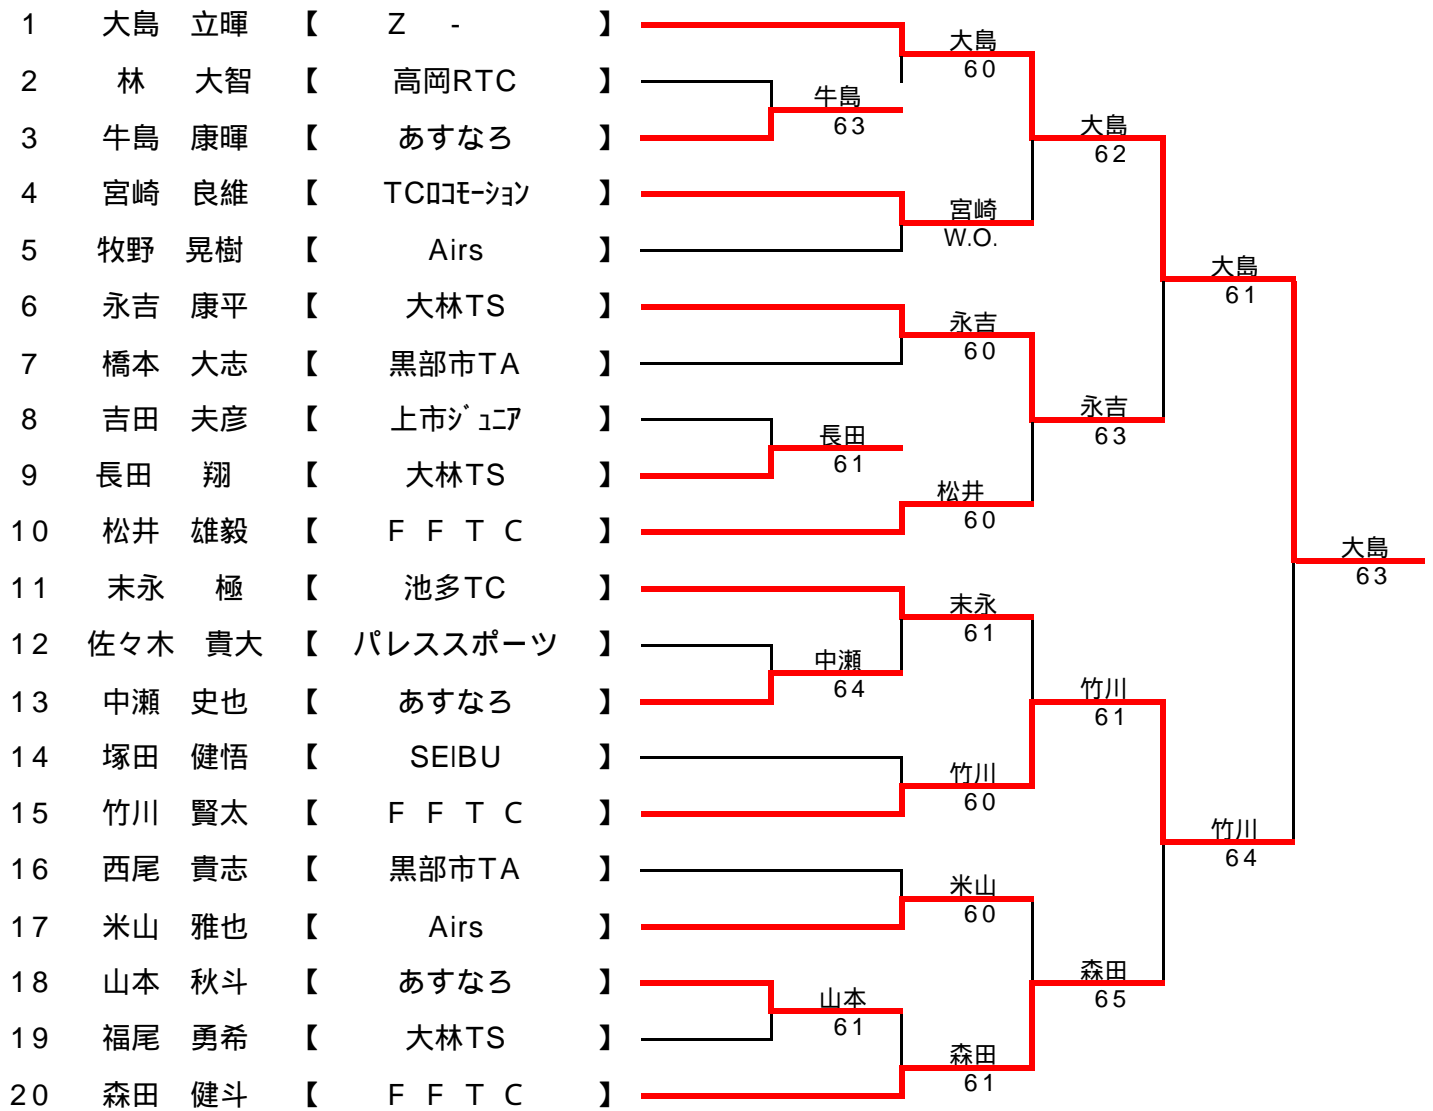 1 大島 立暉 【 Z - 】
大島
60
2 林 大智 【 高岡RTC 】
牛島
63
3 牛島 康暉 【 あすなろ 】
大島
62
4 宮崎 良維 【 TCﾛｺﾓｰｼｮﾝ 】
宮崎
W.O.
5 牧野 晃樹 【 Airs 】
大島
61
6 永吉 康平 【 大林TS 】
永吉
60
7 橋本 大志 【 黒部市TA 】
永吉
63
8 吉田 夫彦 【 上市ｼﾞｭﾆｱ 】
長田
61
9 長田 翔 【 大林TS 】
松井
60
10 松井 雄毅 【 F F T C 】
大島
63
11 末永 極 【 池多TC 】
末永
61
12 佐々木 貴大 【 パレススポーツ 】
中瀬
64
13 中瀬 史也 【 あすなろ 】
竹川
61
14 塚田 健悟 【 SEIBU 】
竹川
60
15 竹川 賢太 【 F F T C 】
竹川
64
16 西尾 貴志 【 黒部市TA 】
米山
60
17 米山 雅也 【 Airs 】
森田
65
18 山本 秋斗 【 あすなろ 】
山本
61
19 福尾 勇希 【 大林TS 】
森田
61
20 森田 健斗 【 F F T C 】